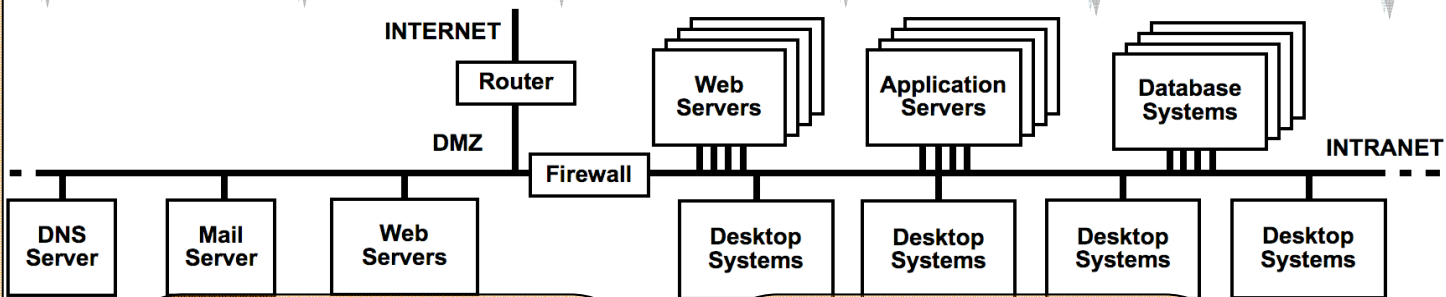 INTERNET
Router
DMZ
Firewall
Web
Servers
Application
Servers
Database
Systems
INTRANET
DNS
Server
Mail
Server
Web
Servers
Desktop
Systems
Desktop
Systems
Desktop
Systems
Desktop
Systems